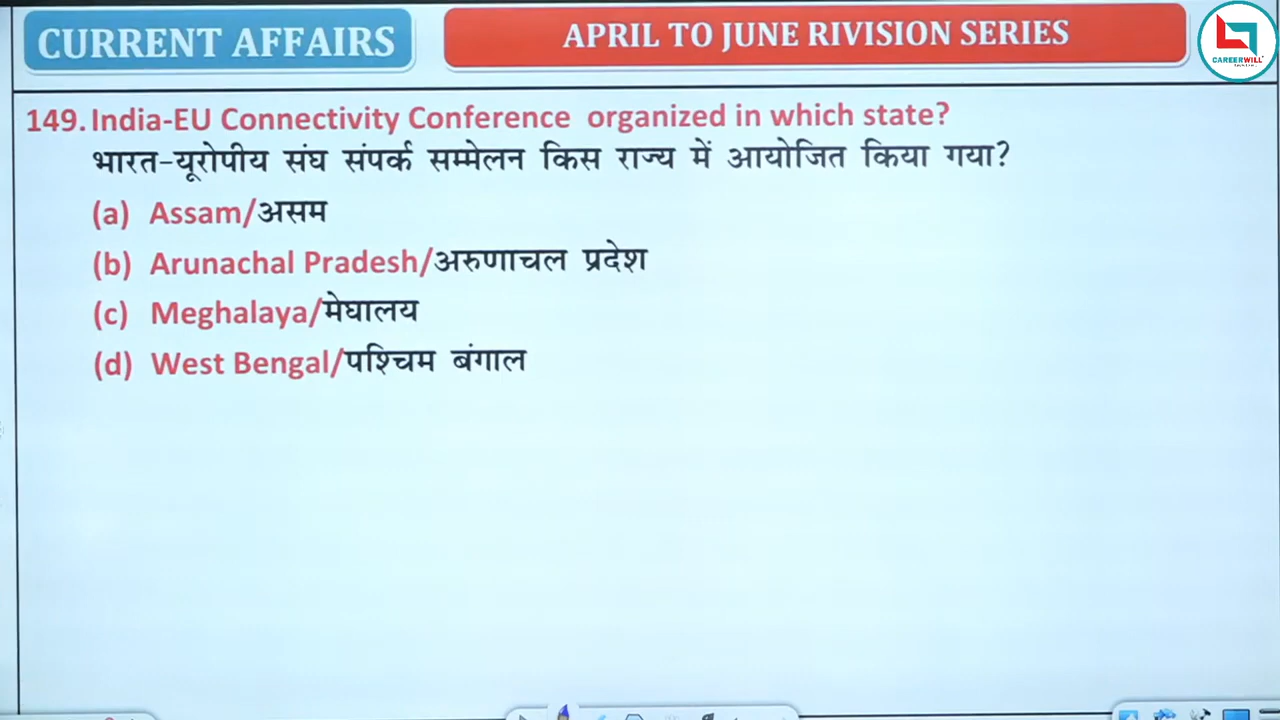 CURRENT AFFAIRS
APRIL TO JUNE RIVISION SERIES
CAREERWILL
149. India-EU Connectivity Conference organized in which state?
भारत-यूरोपीय संघ संपर्क सम्मेलन किस राज्य में आयोजित किया गया?
(a) Assam/असम
(b) Arunachal Pradesh/अरुणाचल प्रदेश
(c) Meghalaya/मेघालय
(d) West Bengal/पश्चिम बंगाल